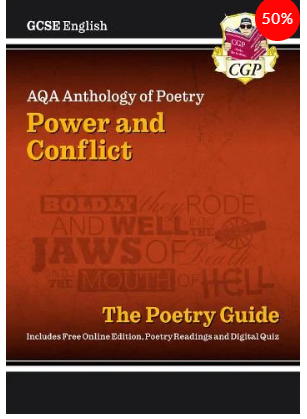 50%
GCSE English
CGP
AQA Anthology of Poetry
Power and
Conflict
BOLDLY they RODE
AND WELL INTO THE
JAWS OF Death
INTO THE MOUTH OF HELL
The Poetry Guide
Includes Free Online Edition, Poetry Readings and Digital Quiz